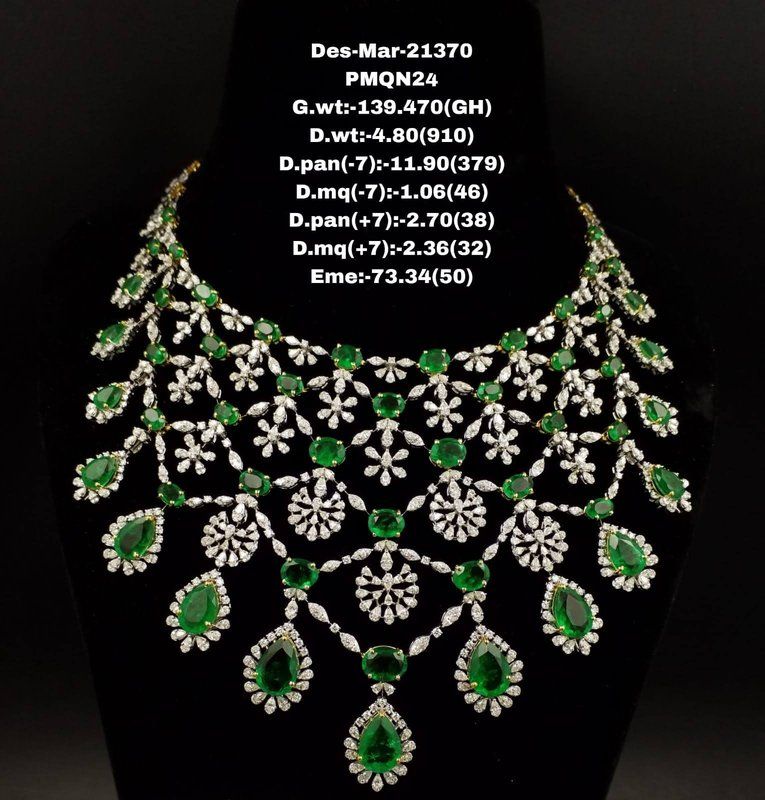 Des-Mar-21370
PMQN24
G.wt:-139.470(GH)
D.wt:-4.80(910)
D.pan(-7):-11.90(379)
D.mq(-7):-1.06(46)
D.pan(+7):-2.70(38)
D.mq(+7):-2.36(32)
Eme:-73.34(50)